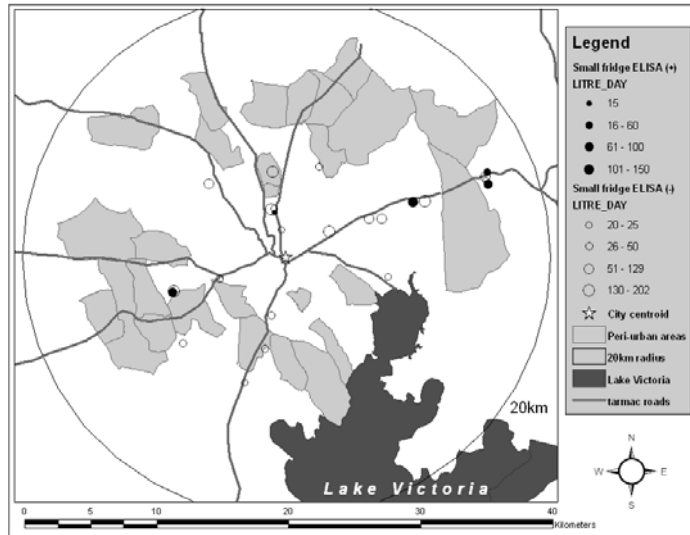 Legend
Small fridge ELISA (+)
LITRE_DAY
15
16 - 60
61 - 100
101 - 150
Small fridge ELISA (-)
LITRE_DAY
20 - 25
26 - 50
51 - 129
130 - 202
City centroid
Peri-urban areas
20km radius
Lake Victoria
tarmac roads
20km
Lake Victoria
N
W E
S
0 5 10 20 30 40
Kilometers